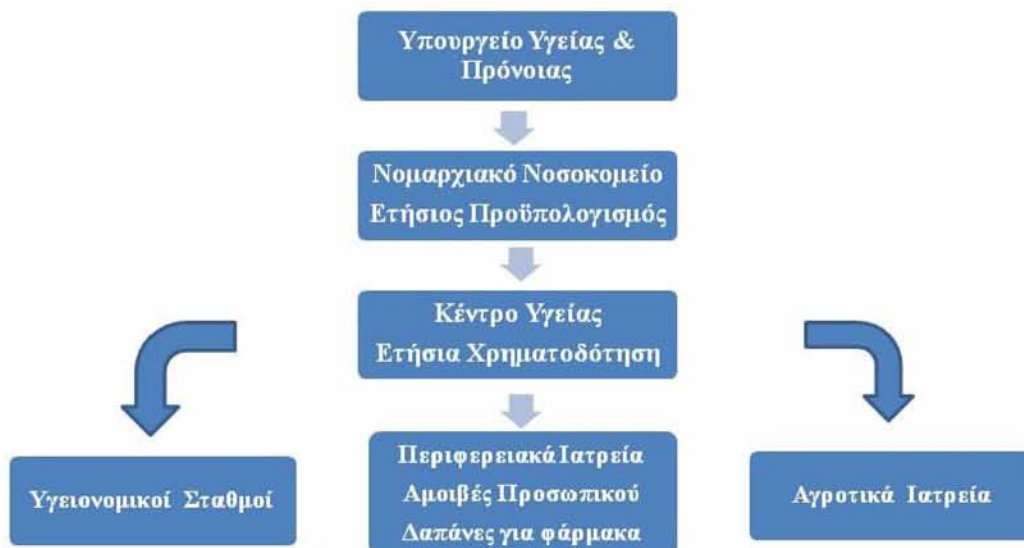 Υπουργείο Υγείας &
Πρόνοιας
Νομαρχιακό Νοσοκομείο
Ετήσιος Προϋπολογισμός
Κέντρο Υγείας
Ετήσια Χρηματοδότηση
Υγειονομικοί Σταθμοί
Περιφερειακά Ιατρεία
Αμοιβές Προσωπικού
Δαπάνες για φάρμακα
Αγροτικά Ιατρεία